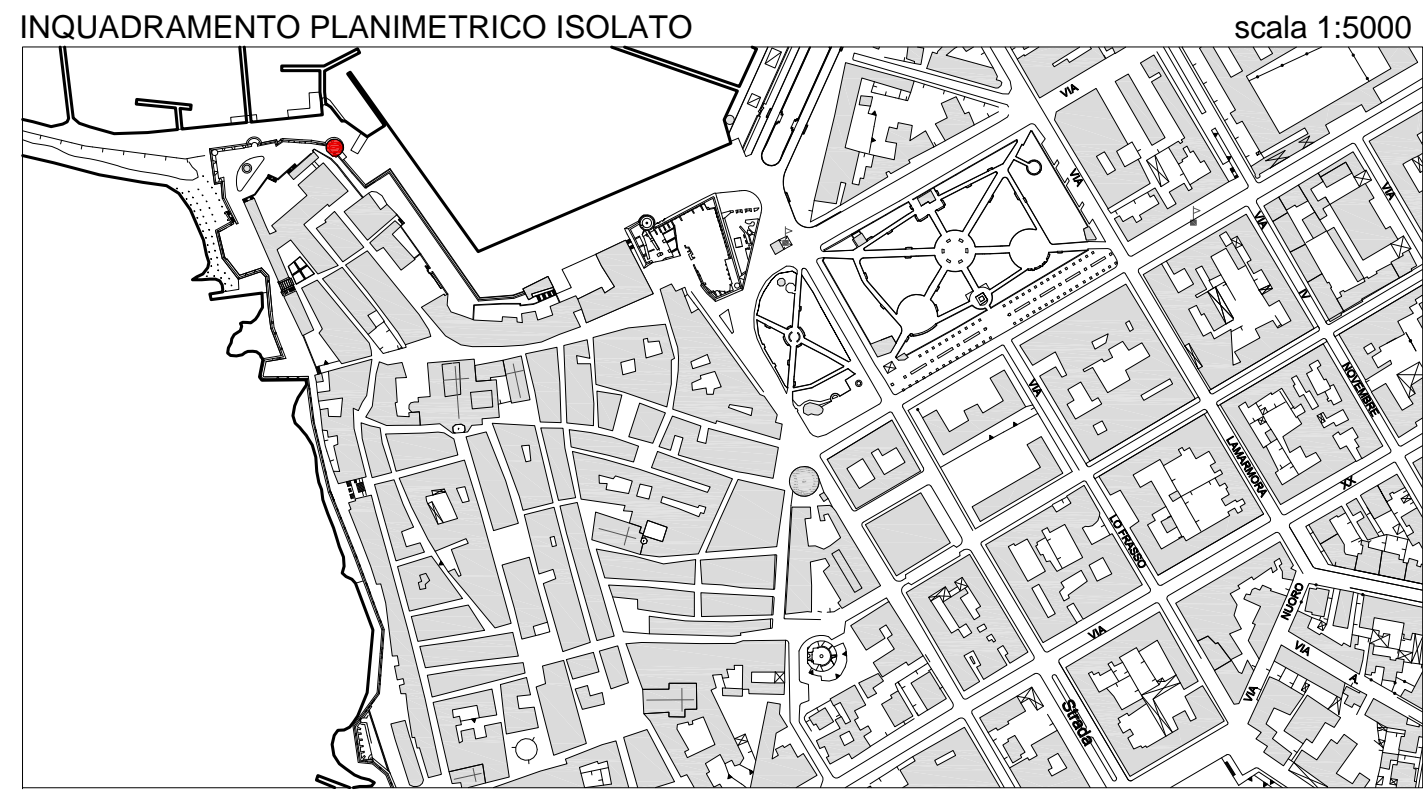 INQUADRAMENTO PLANIMETRICO ISOLATO
scala 1:5000
VIA
VIA
VIA
VIA
IV
NOVEMBRE
VIA
LAMARMORA
XX
LO FRASSO
NUORO
VIA
VIA
A.
VIA
Strada